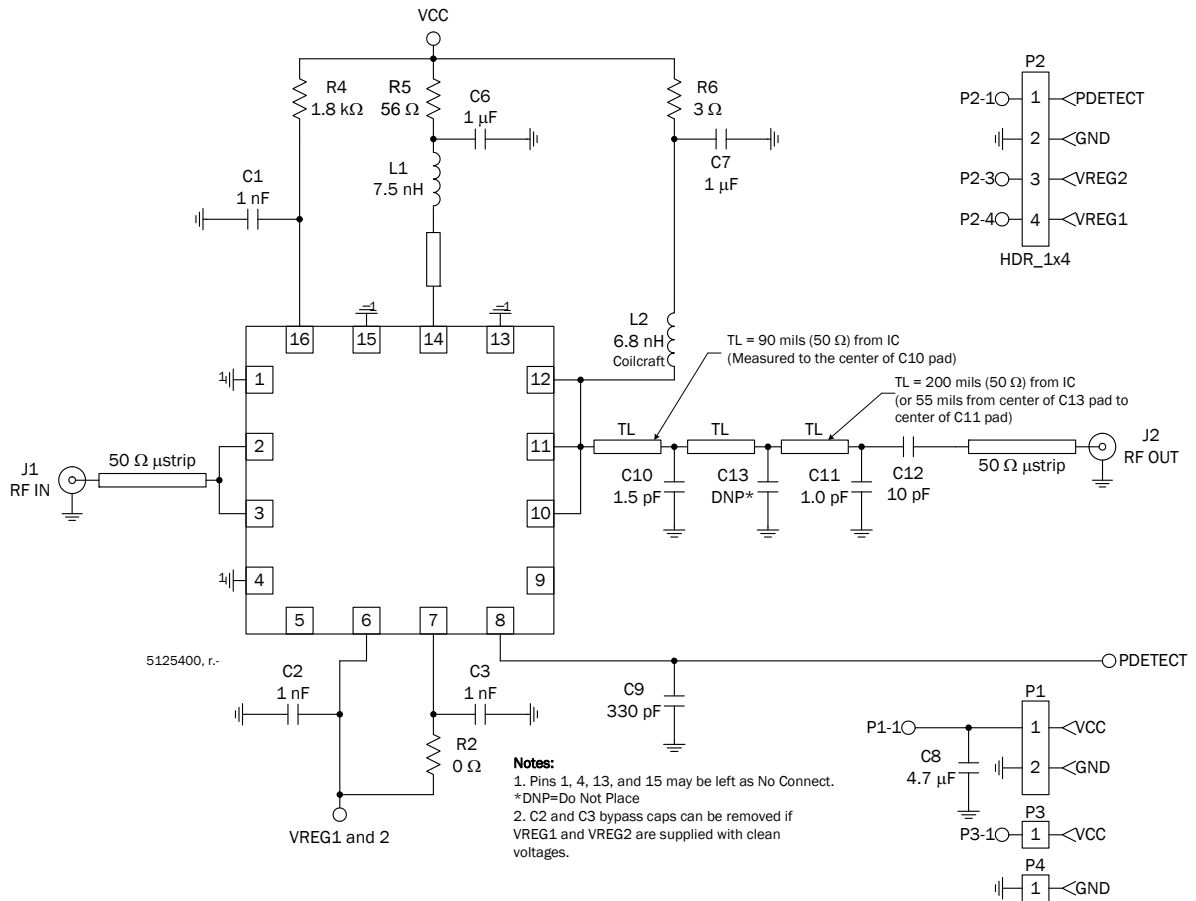 VCC
P2
R4
1.8 kΩ
R5
56 Ω
C6
1 μF
R6
3 Ω
P2-1
1
PDETECT
2
GND
C7
1 μF
L1
7.5 nH
C1
1 nF
P2-3
3
VREG2
P2-4
4
VREG1
HDR_1x4
1
1
16
15
14
13
L2
6.8 nH
Coilcraft
TL = 90 mils (50 Ω) from IC
(Measured to the center of C10 pad)
1
1
12
TL = 200 mils (50 Ω) from IC
(or 55 mils from center of C13 pad to
center of C11 pad)
J1
RF IN
50 Ω μstrip
2
11
TL
TL
TL
J2
RF OUT
3
10
C10
1.5 pF
C13
DNP*
C11
1.0 pF
C12
10 pF
50 Ω μstrip
1
4
9
5
6
7
8
5125400, r.-
PDETECT
C2
1 nF
C3
1 nF
C9
330 pF
P1
P1-1
1
VCC
R2
0 Ω
C8
4.7 μF
2
GND
Notes:
1. Pins 1, 4, 13, and 15 may be left as No Connect.
*DNP=Do Not Place
2. C2 and C3 bypass caps can be removed if
VREG1 and VREG2 are supplied with clean
voltages.
VREG1 and 2
P3
P3-1
1
VCC
P4
1
GND